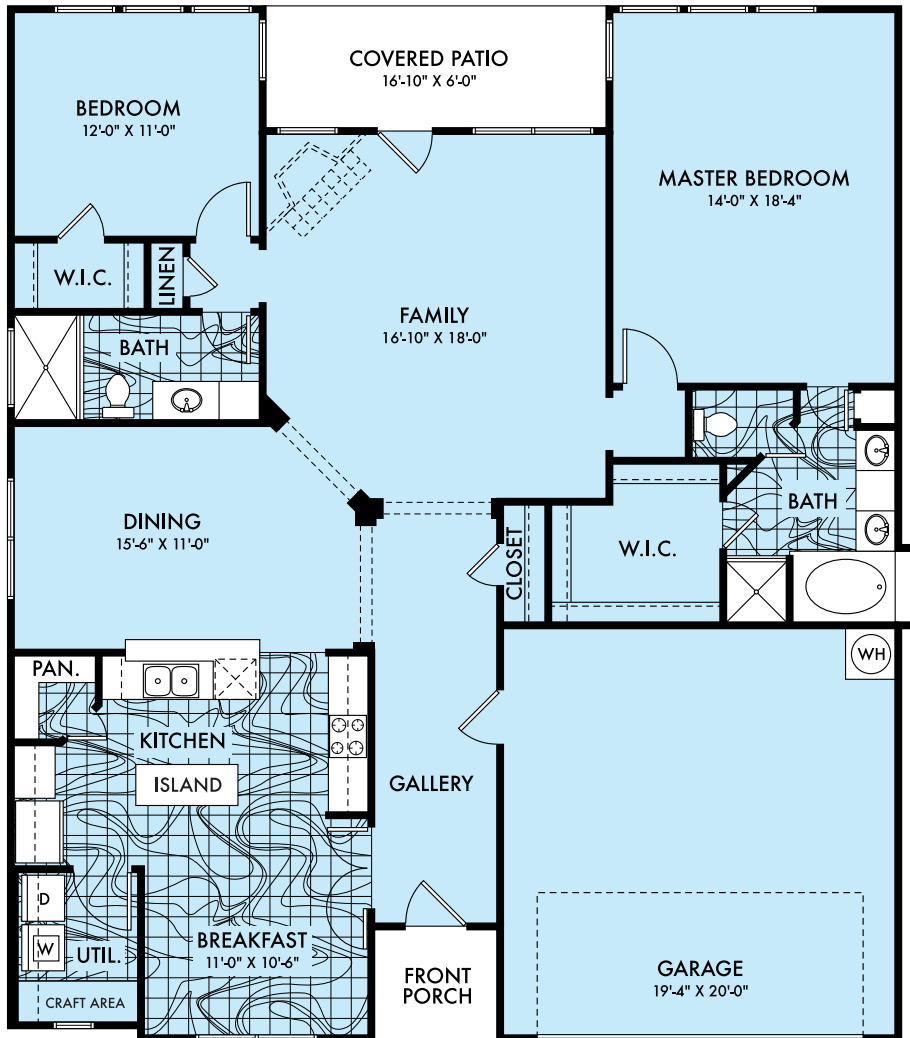 COVERED PATIO
16'-10" X 6'-0"
BEDROOM
12'-0" X 11'-0"
MASTER BEDROOM
14'-0" X 18'-4"
W.I.C.
LINEN
FAMILY
16'-10" X 18'-0"
BATH
DINING
15'-6" X 11'-0"
CLOSET
W.I.C.
BATH
PAN.
WH
KITCHEN
ISLAND
GALLERY
D
W
UTIL.
BREAKFAST
11'-0" X 10'-6"
CRAFT AREA
FRONT
PORCH
GARAGE
19'-4" X 20'-0"